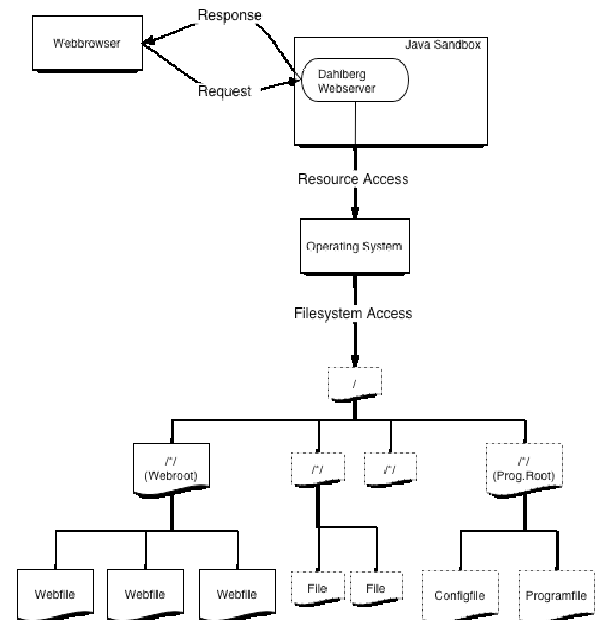 Response
Webbrowser
Java Sandbox
Dahlberg
Webserver
Request
Resource Access
Operating System
Filesystem Access
/
/*/
(Webroot)
/*/
/*/
/*/
(Prog.Root)
Webfile
Webfile
Webfile
File
File
Configfile
Programfile